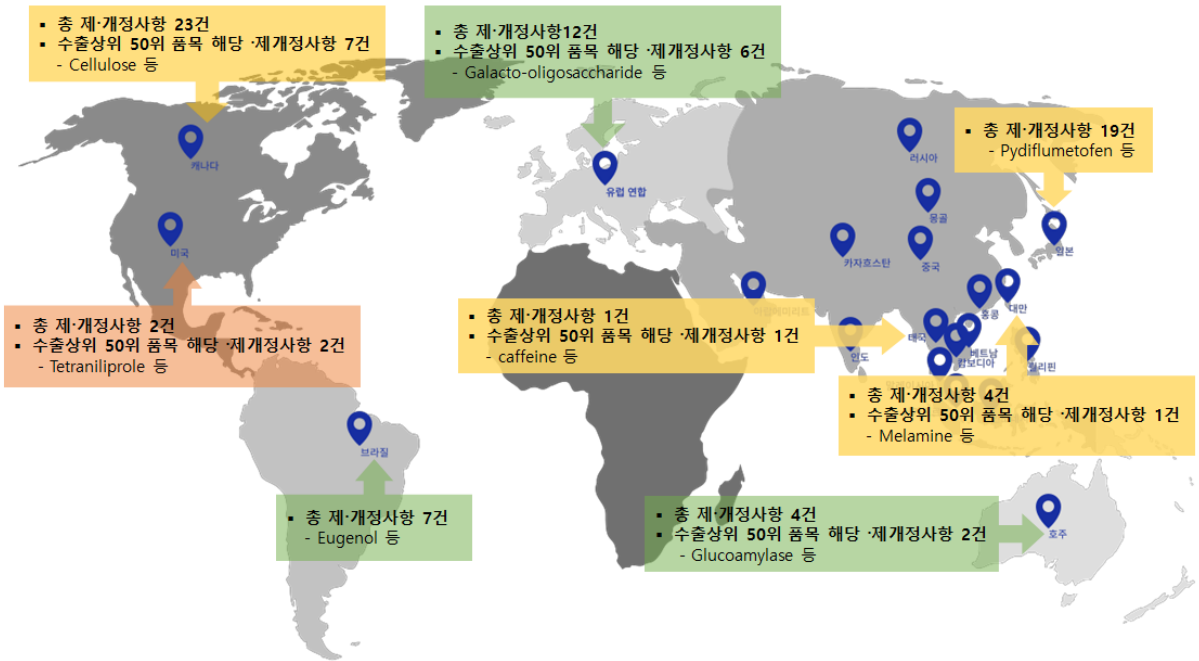 ▪ 총 제·개정사항 23건
▪ 수출상위 50위 품목 해당 ·제개정사항 7건
- Cellulose 등
▪ 총 제·개정사항12건
▪ 수출상위 50위 품목 해당 ·제개정사항 6건
- Galacto-oligosaccharide 등
▪ 총 제·개정사항 19건
- Pydiflumetofen 등
캐나다
유럽 연합
러시아
몽골
미국
카자흐스탄
중국
일본
▪ 총 제·개정사항 2건
▪ 수출상위 50위 품목 해당 ·제개정사항 2건
- Tetraniliprole 등
▪ 총 제·개정사항 1건
▪ 수출상위 50위 품목 해당 ·제개정사항 1건
- caffeine 등
홍콩
대만
태국
인도
베트남
캄보디아
필리핀
▪ 총 제·개정사항 4건
▪ 수출상위 50위 품목 해당 ·제개정사항 1건
- Melamine 등
브라질
▪ 총 제·개정사항 7건
- Eugenol 등
▪ 총 제·개정사항 4건
▪ 수출상위 50위 품목 해당 ·제개정사항 2건
- Glucoamylase 등
호주